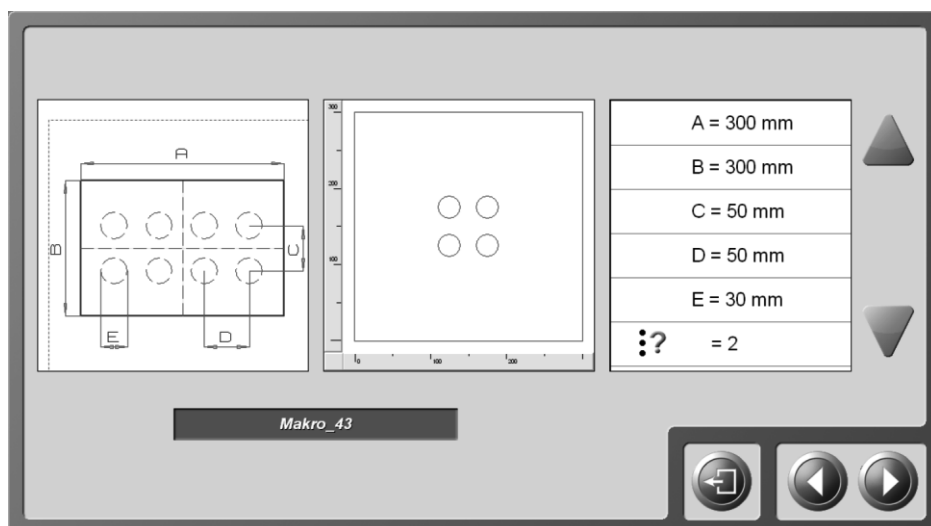 A
B
C
E
D
300
200
100
0
100
200
A = 300 mm
B = 300 mm
C = 50 mm
D = 50 mm
E = 30 mm
? = 2
Makro_43